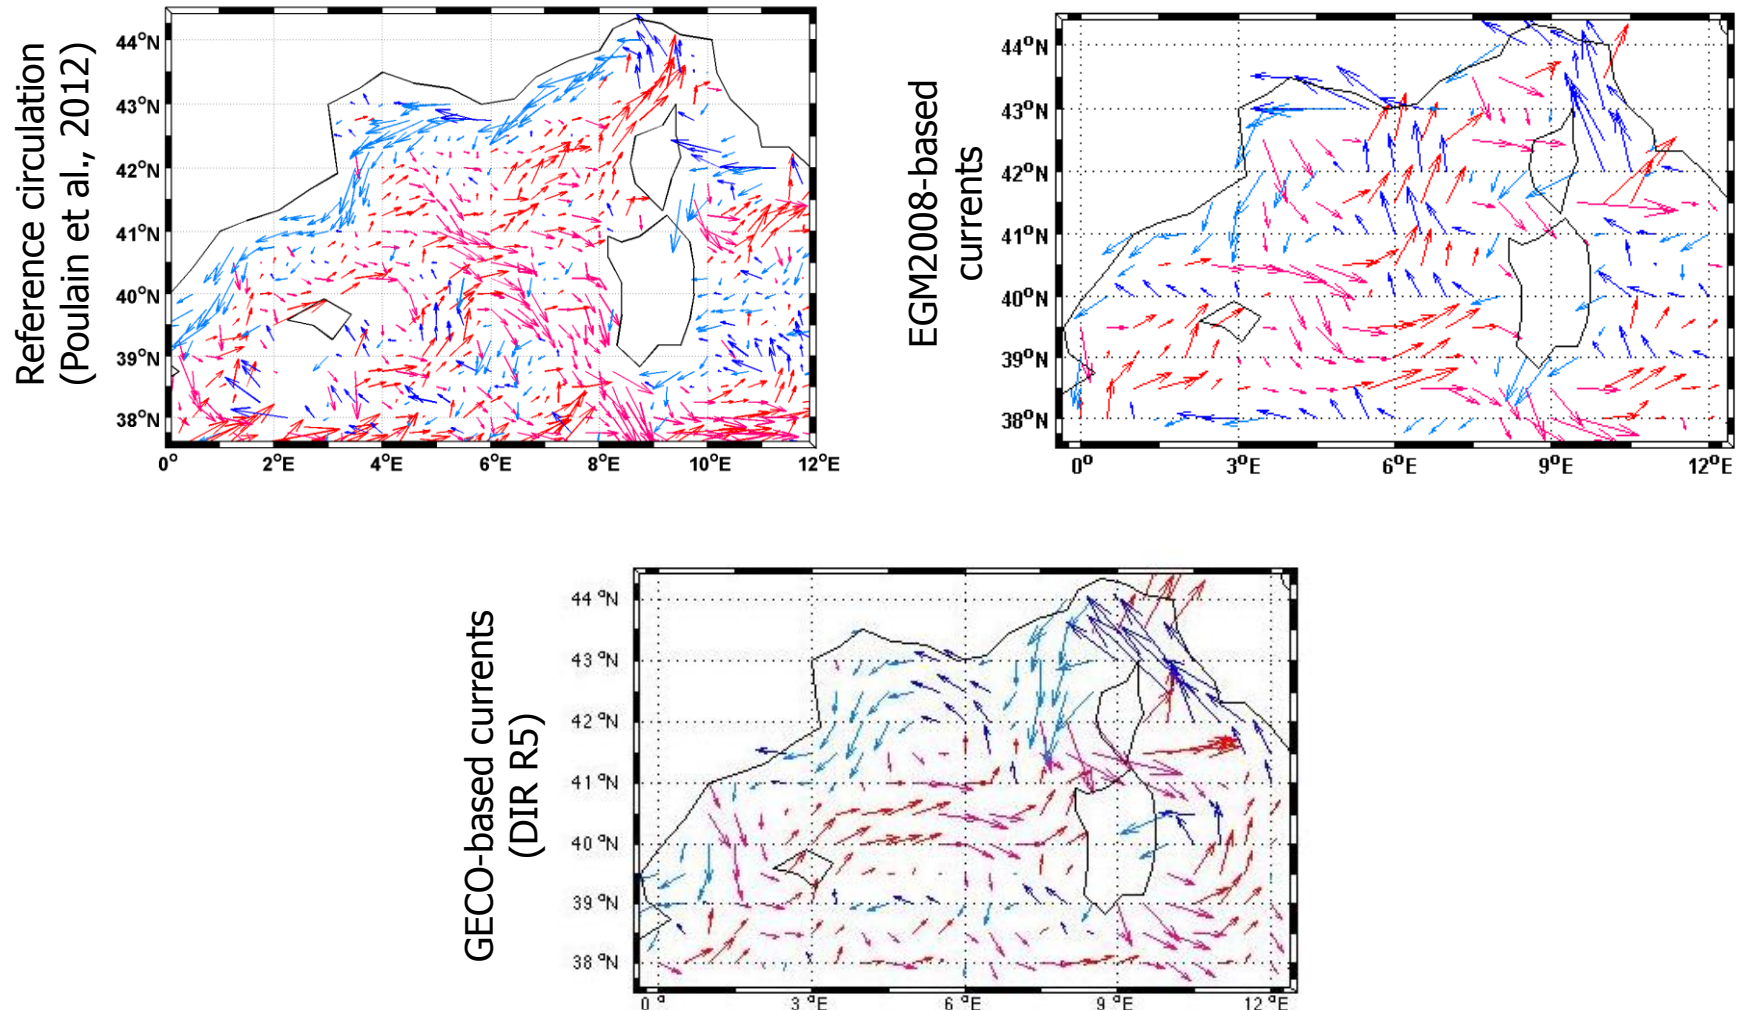 Reference circulation
(Poulain et al., 2012)
44°N
43°N
42°N
41°N
40°N
39°N
38°N
0°
2°E
4°E
6°E
8°E
10°E
12°E
EGM2008-based
currents
44°N
43°N
42°N
41°N
40°N
39°N
38°N
0°
3°E
6°E
9°E
12°E
GECO-based currents
(DIR R5)
44 °N
43 °N
42 °N
41 °N
40 °N
39 °N
38 °N
0 °
3 °E
6 °E
9 °E
12 °E